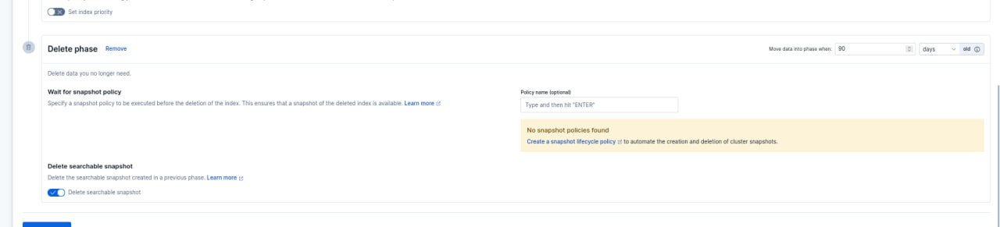 Set index priority
Delete phase
Remove
Move data into phase when: 90 days old
Delete data you no longer need.
Wait for snapshot policy
Specify a snapshot policy to be executed before the deletion of the index. This ensures that a snapshot of the deleted index is available. Learn more
Policy name (optional)
Type and then hit "ENTER"
No snapshot policies found
Create a snapshot lifecycle policy to automate the creation and deletion of cluster snapshots.
Delete searchable snapshot
Delete the searchable snapshot created in a previous phase. Learn more
Delete searchable snapshot